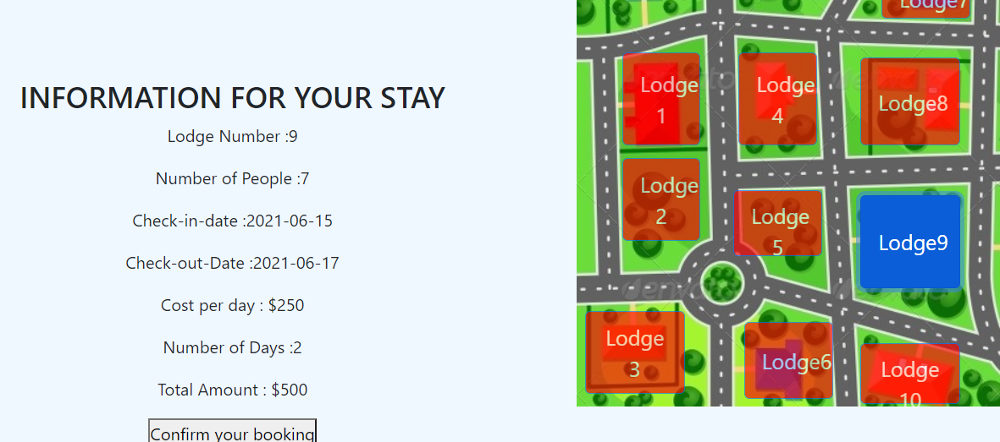 INFORMATION FOR YOUR STAY
Lodge Number :9
Number of People :7
Check-in-date :2021-06-15
Check-out-Date :2021-06-17
Cost per day : $250
Number of Days :2
Total Amount : $500
Confirm your booking
Lodge7
Lodge
1
Lodge
4
Lodge8
Lodge
2
Lodge
5
Lodge9
Lodge
3
Lodge6
Lodge
10